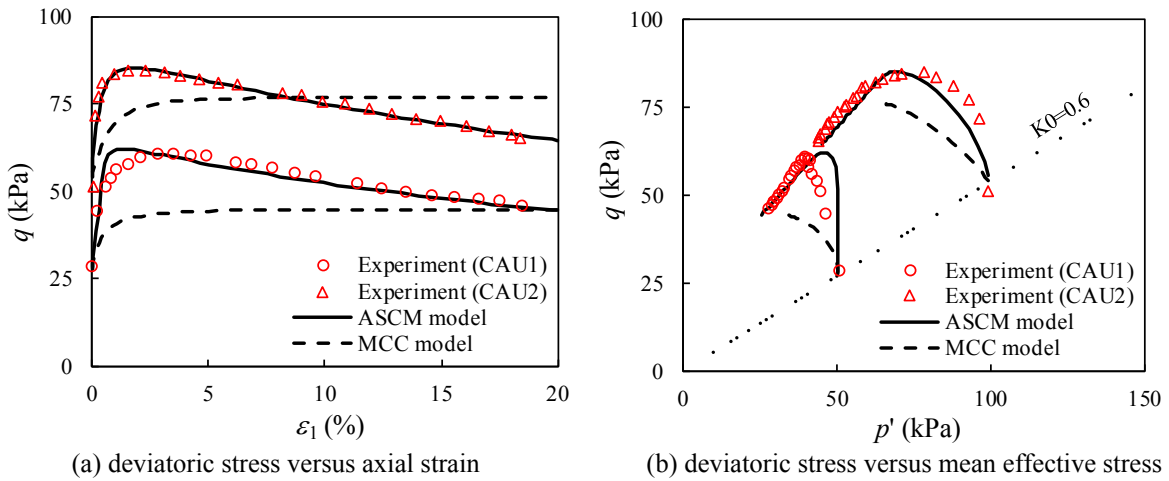 100
75
50
25
0
q (kPa)
0
5
10
15
20
ε1 (%)
Experiment (CAU1)
Experiment (CAU2)
ASCM model
MCC model
(a) deviatoric stress versus axial strain
100
75
50
25
0
q (kPa)
0
50
100
150
p' (kPa)
K0=0.6
Experiment (CAU1)
Experiment (CAU2)
ASCM model
MCC model
(b) deviatoric stress versus mean effective stress